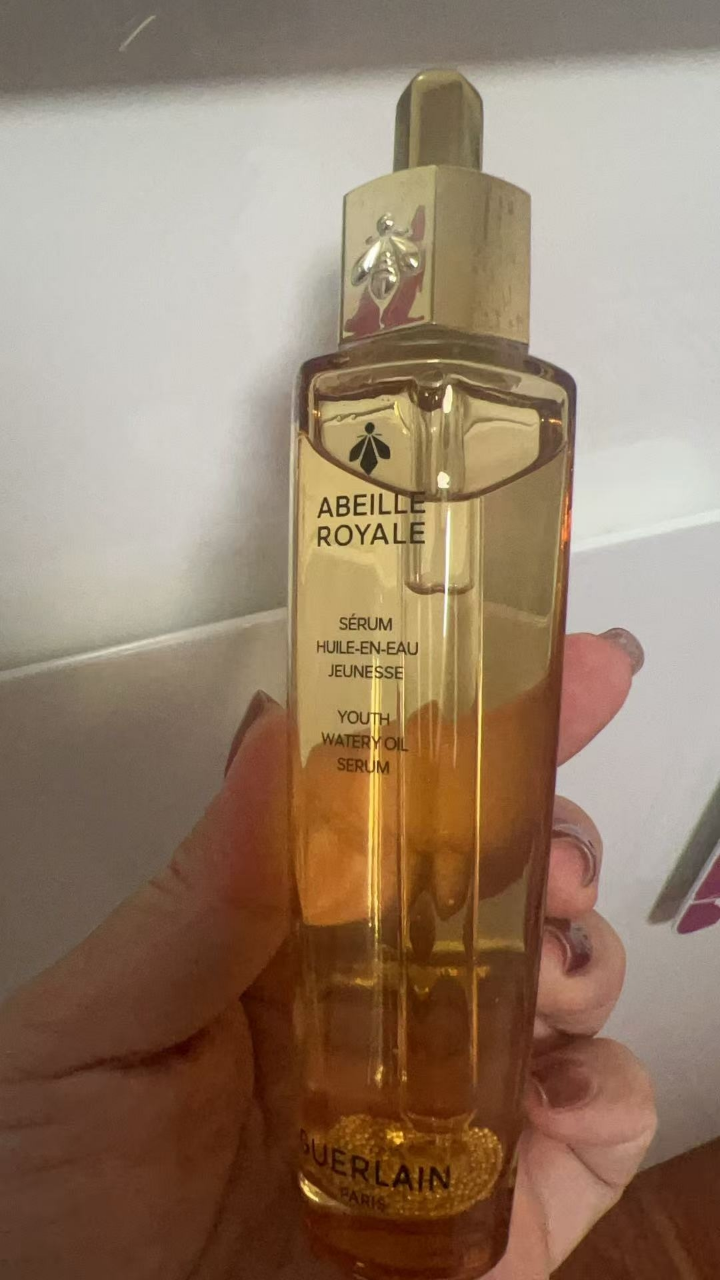 ABEILLE
ROYALE
SÉRUM
HUILE-EN-EAU
JEUNESSE
YOUTH
WATERY OIL
SERUM
GUERLAIN
PARIS